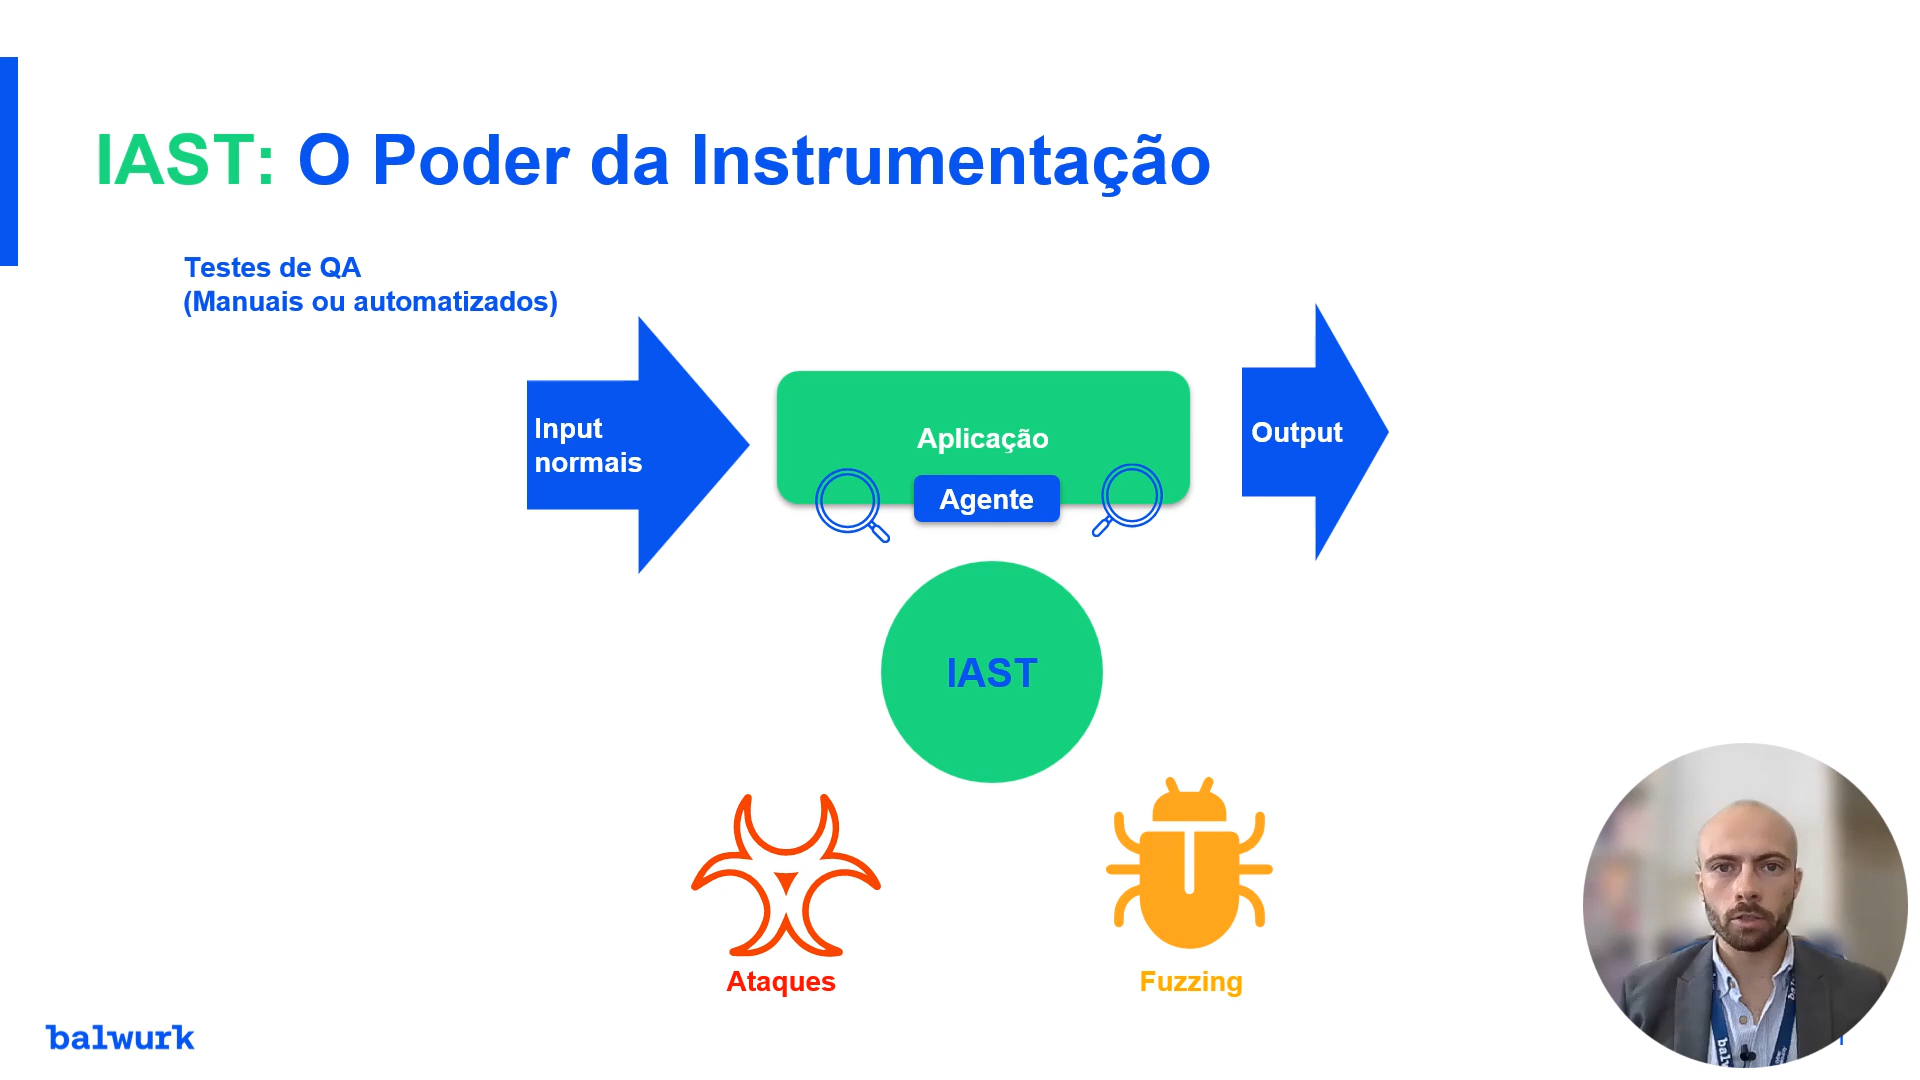 IAST: O Poder da Instrumentação
Testes de QA
(Manuais ou automatizados)
Input
normais
Aplicação
Agente
Output
IAST
Ataques
Fuzzing
balwurk